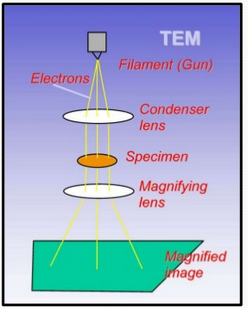 TEM
Filament (Gun)
Electrons
Condenser
lens
Specimen
Magnifying
lens
Magnified
image